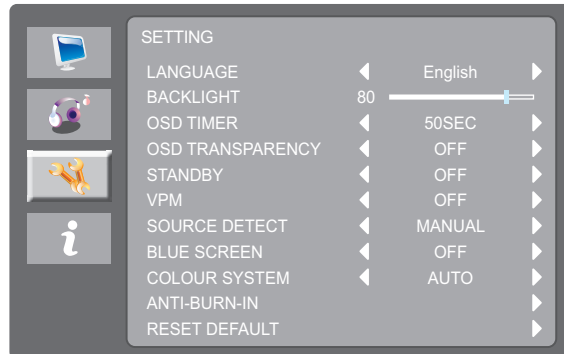 SETTING
LANGUAGE English
BACKLIGHT 80
OSD TIMER 50SEC
OSD TRANSPARENCY OFF
STANDBY OFF
VPM OFF
SOURCE DETECT MANUAL
BLUE SCREEN OFF
COLOUR SYSTEM AUTO
ANTI-BURN-IN
RESET DEFAULT
i